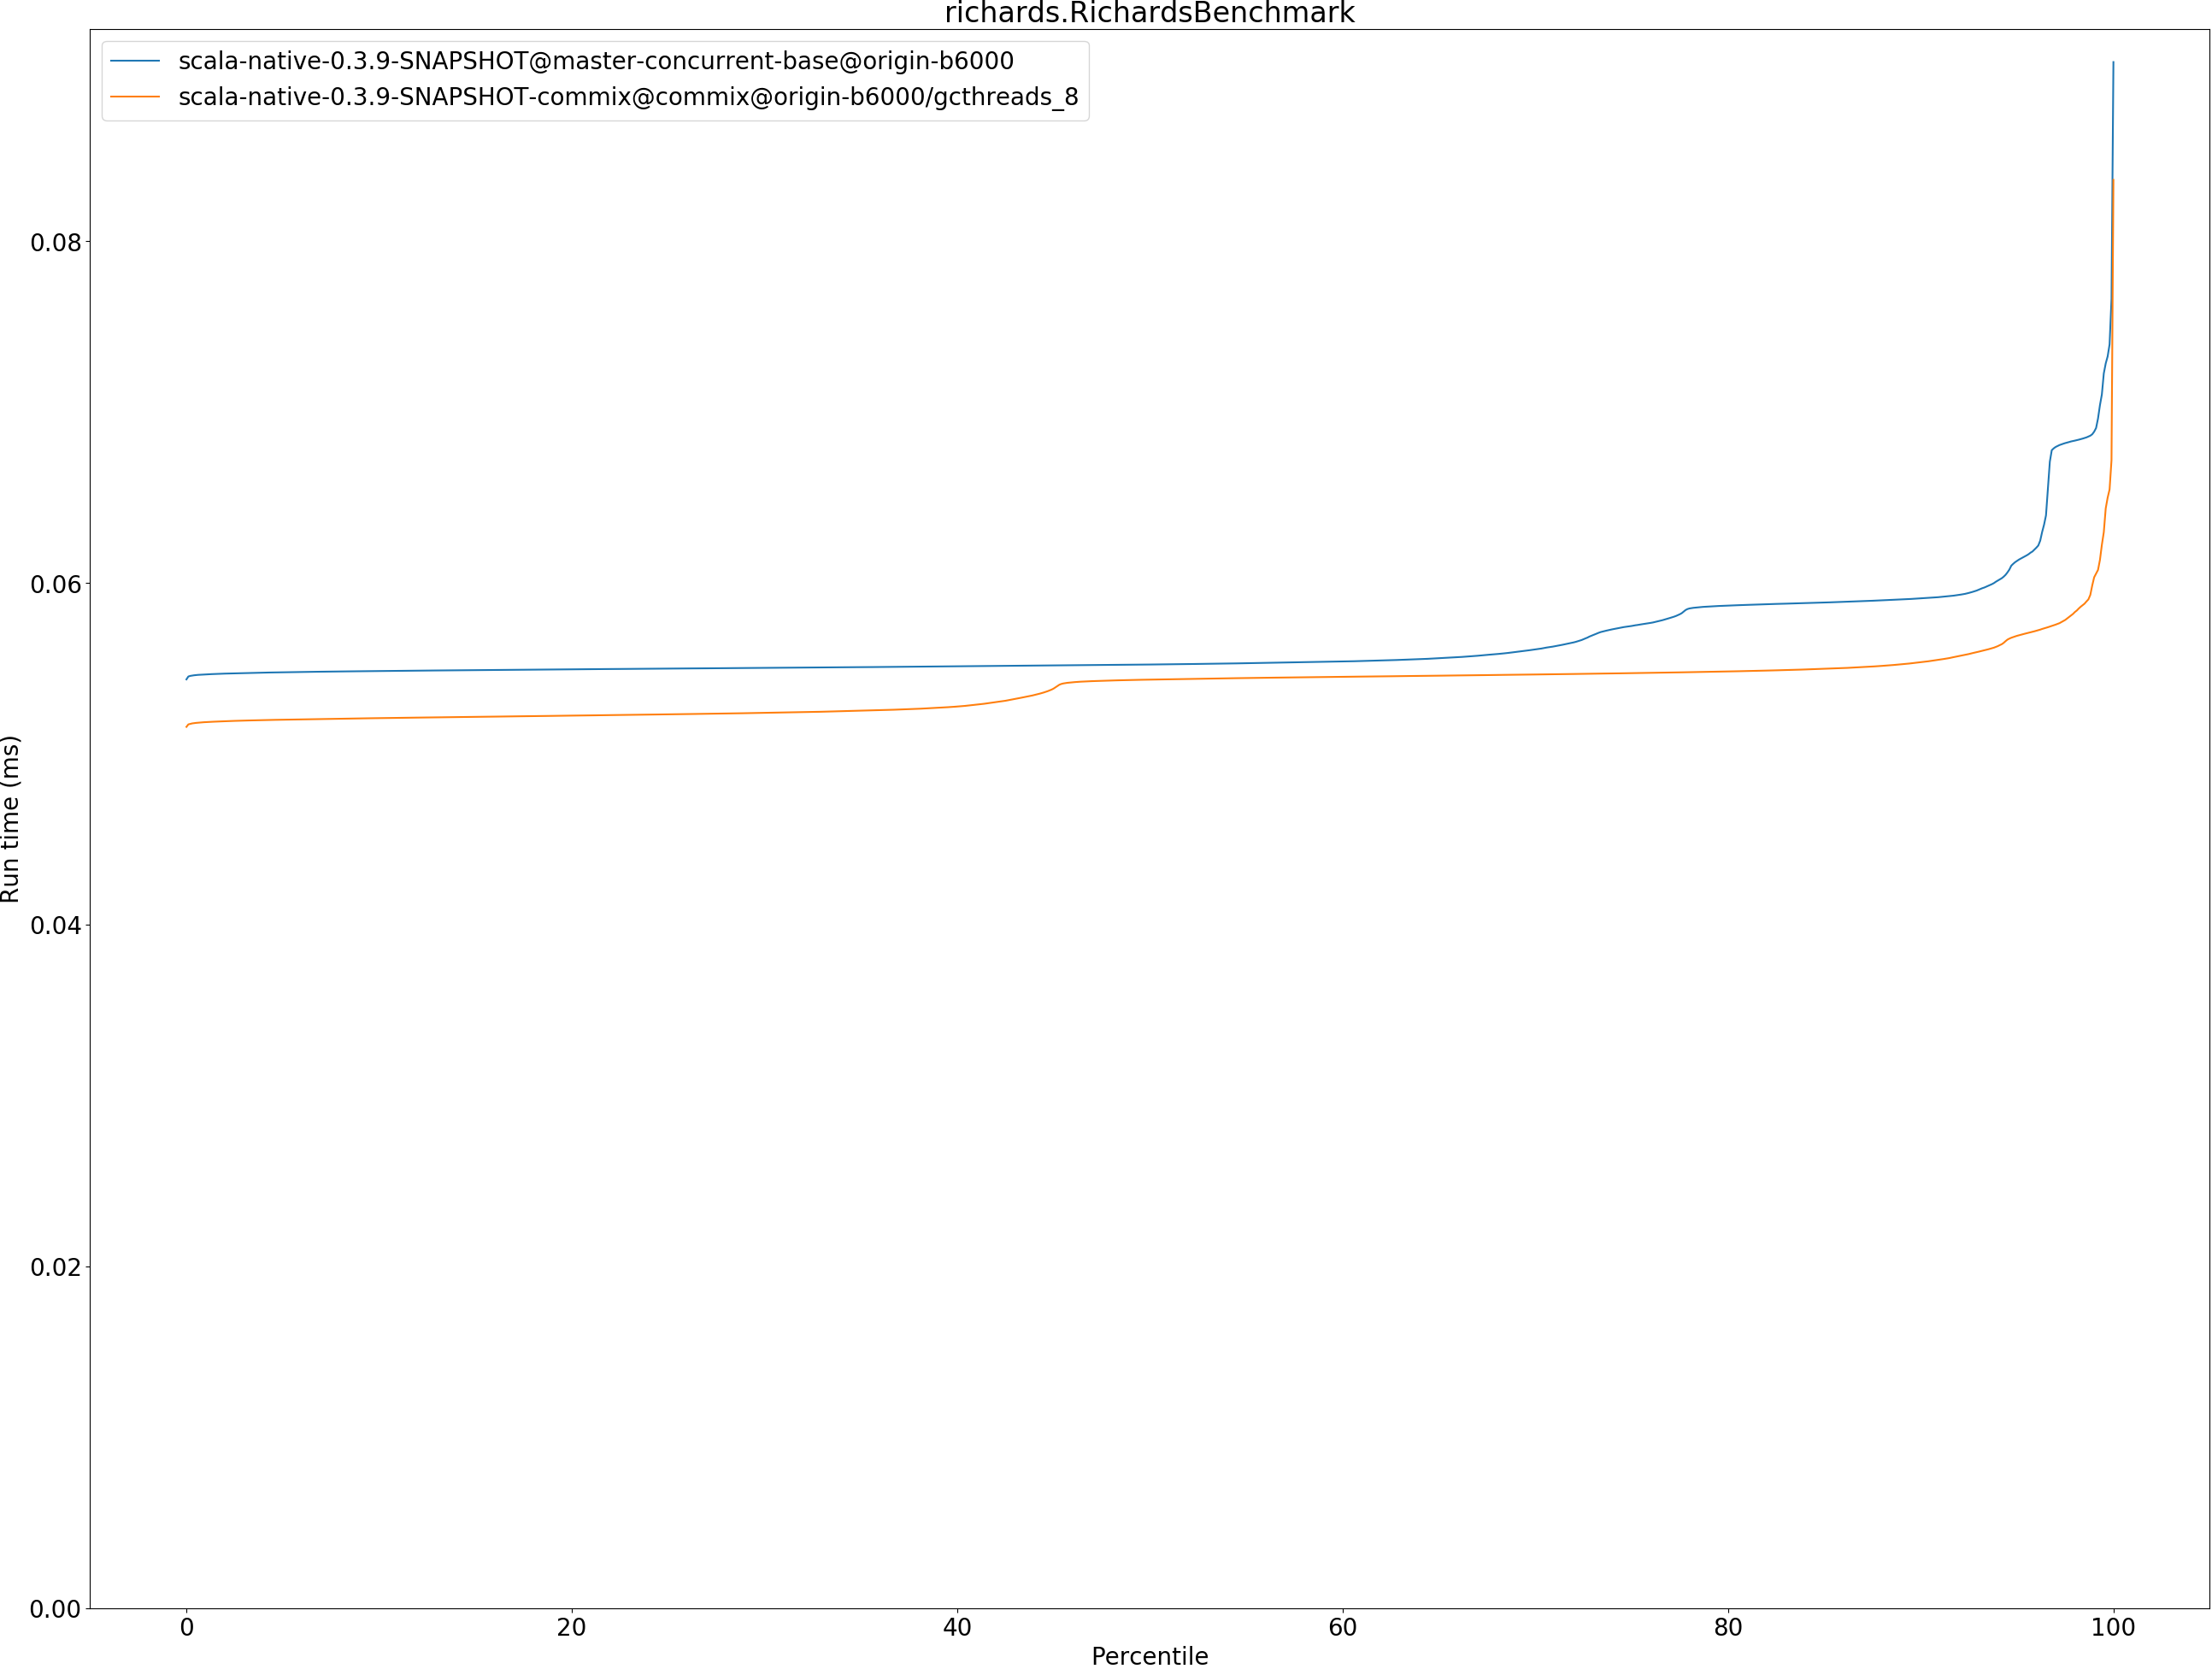 richards.RichardsBenchmark
scala-native-0.3.9-SNAPSHOT@master-concurrent-base@origin-b6000
scala-native-0.3.9-SNAPSHOT-commix@commix@origin-b6000/gcthreads_8
0.08
0.06
0.04
0.02
0.00
Run time (ms)
0 20 40 60 80 100
Percentile